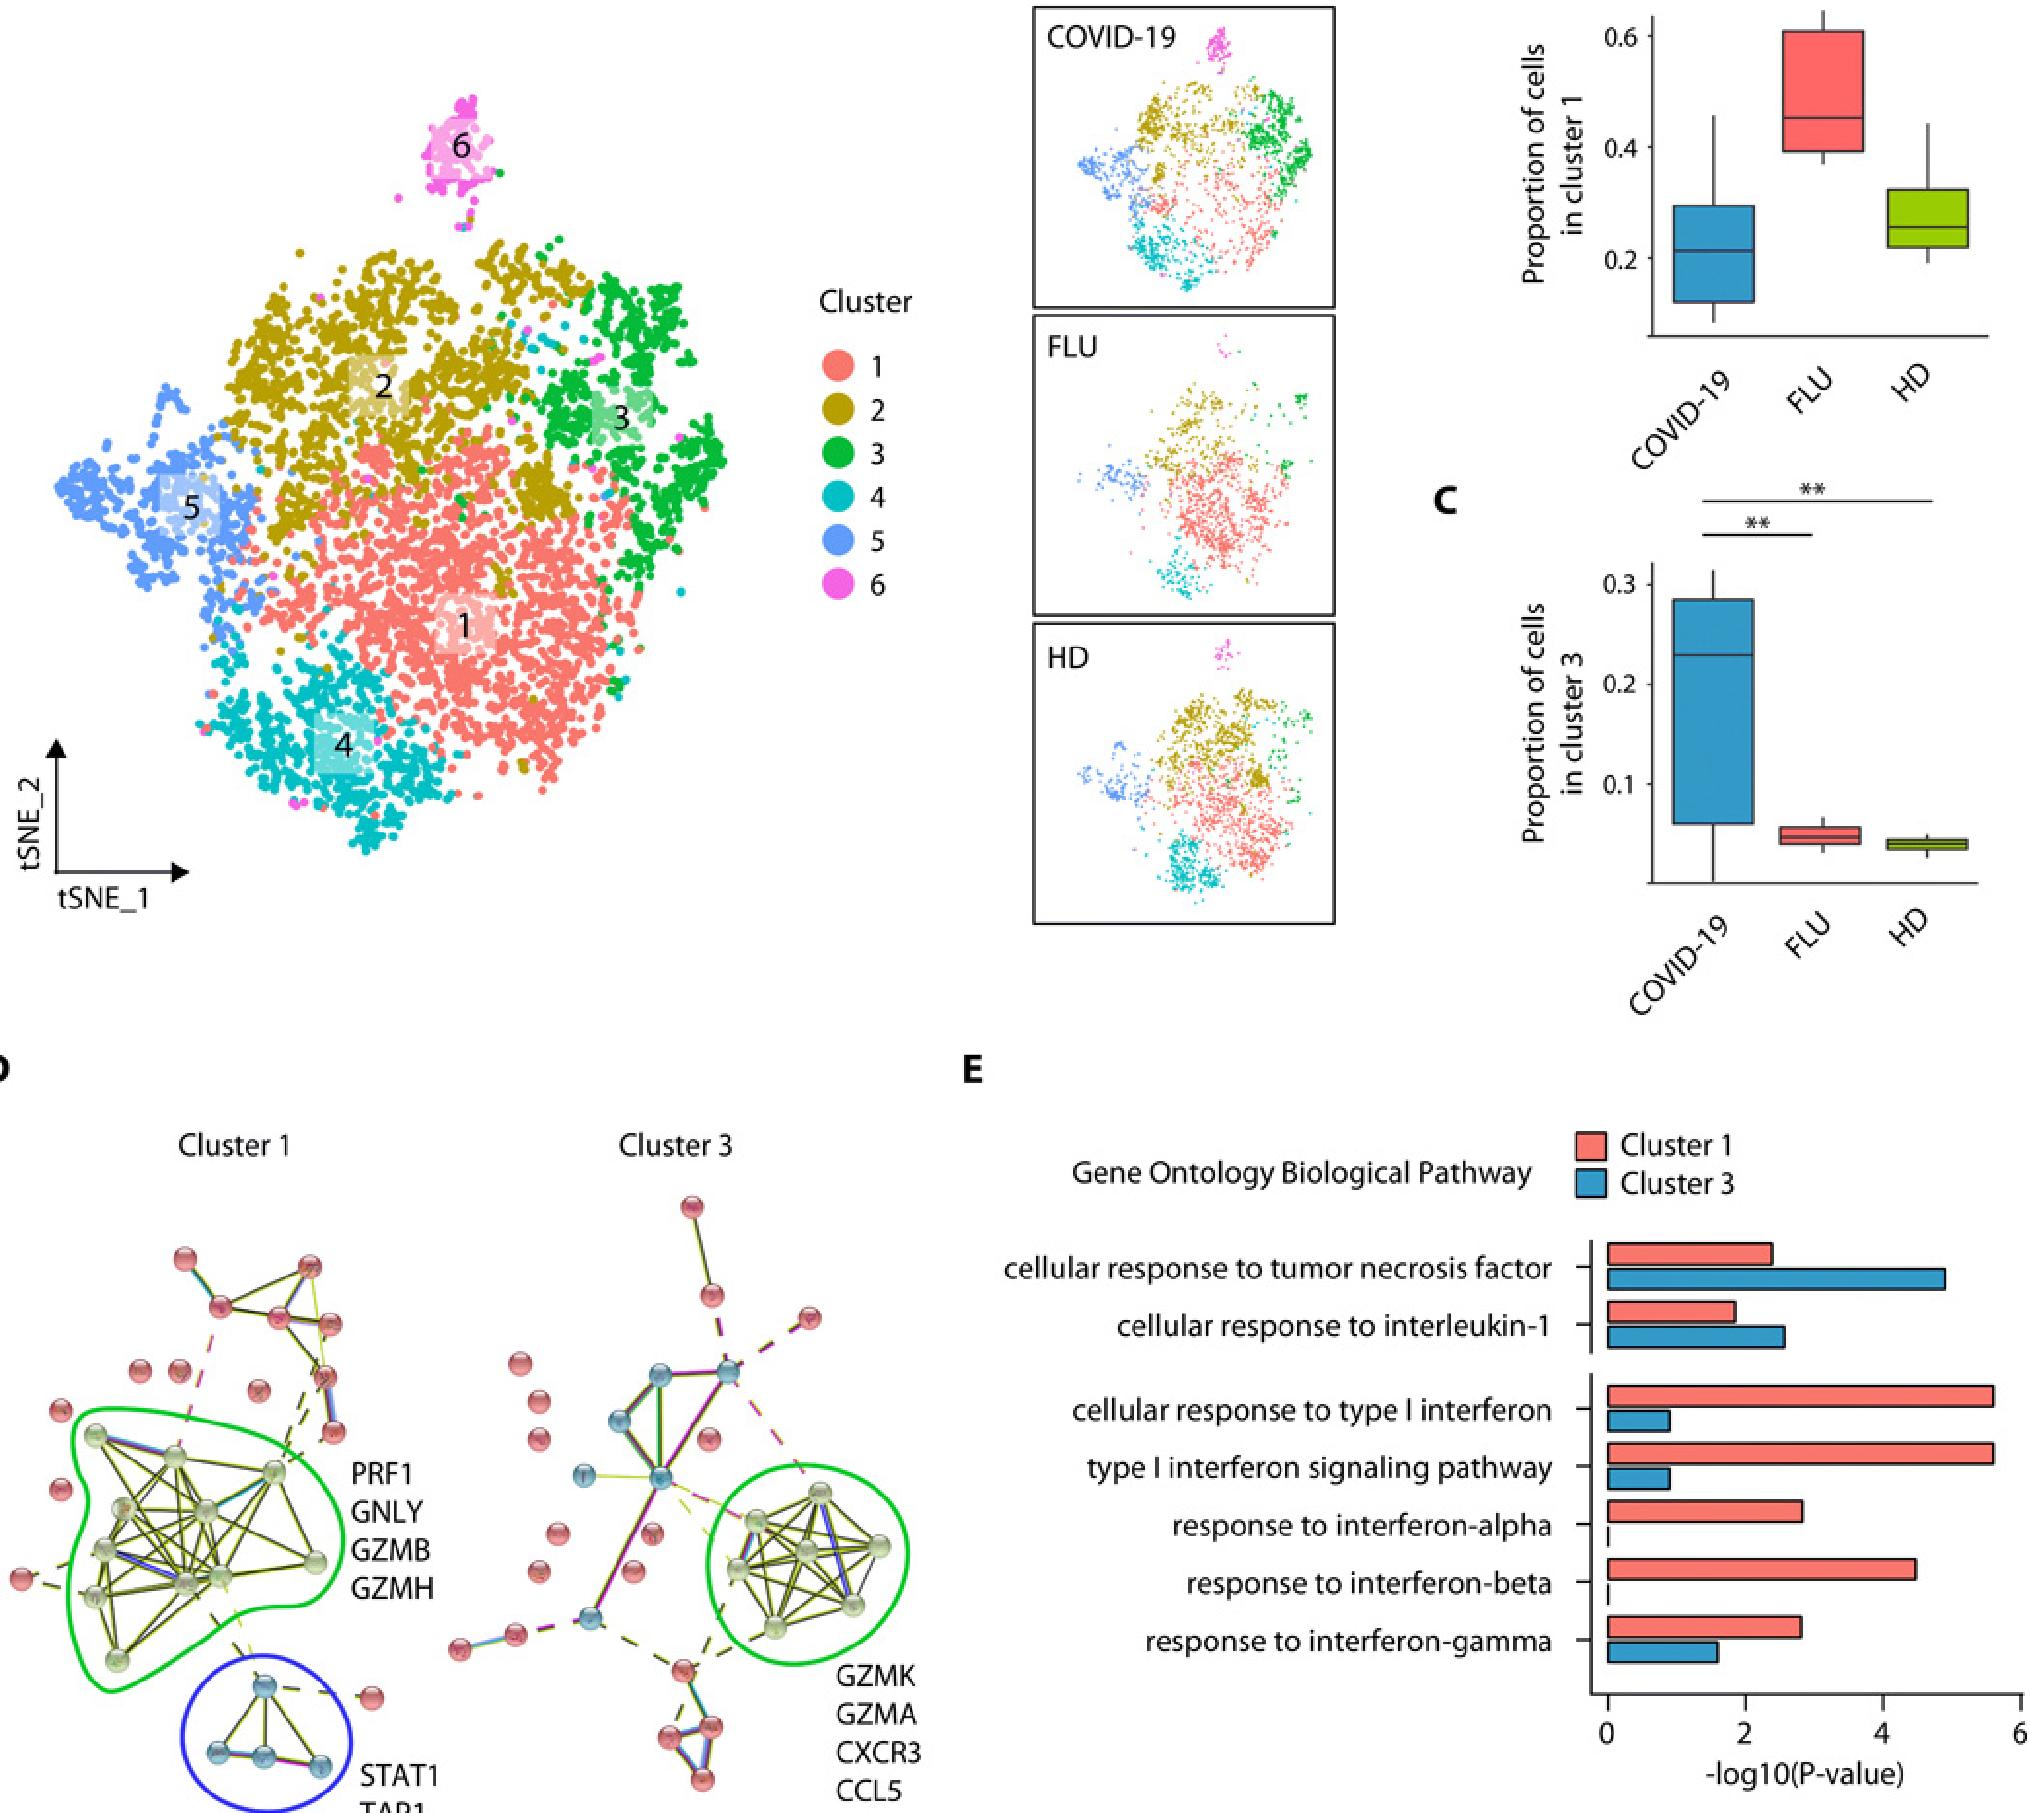 6
2
3
5
1
4
tSNE_2
tSNE_1
Cluster
1
2
3
4
5
6
COVID-19
FLU
HD
Proportion of cells
in cluster 1
0.6
0.4
0.2
COVID-19
FLU
HD
C
**
**
Proportion of cells
in cluster 3
0.3
0.2
0.1
COVID-19
FLU
HD
Cluster 1
PRF1
GNLY
GZMB
GZMH
STAT1
Cluster 3
GZMK
GZMA
CXCR3
CCL5
E
Gene Ontology Biological Pathway
Cluster 1
Cluster 3
cellular response to tumor necrosis factor
cellular response to interleukin-1
cellular response to type I interferon
type I interferon signaling pathway
response to interferon-alpha
response to interferon-beta
response to interferon-gamma
0 2 4 6
-log10(P-value)